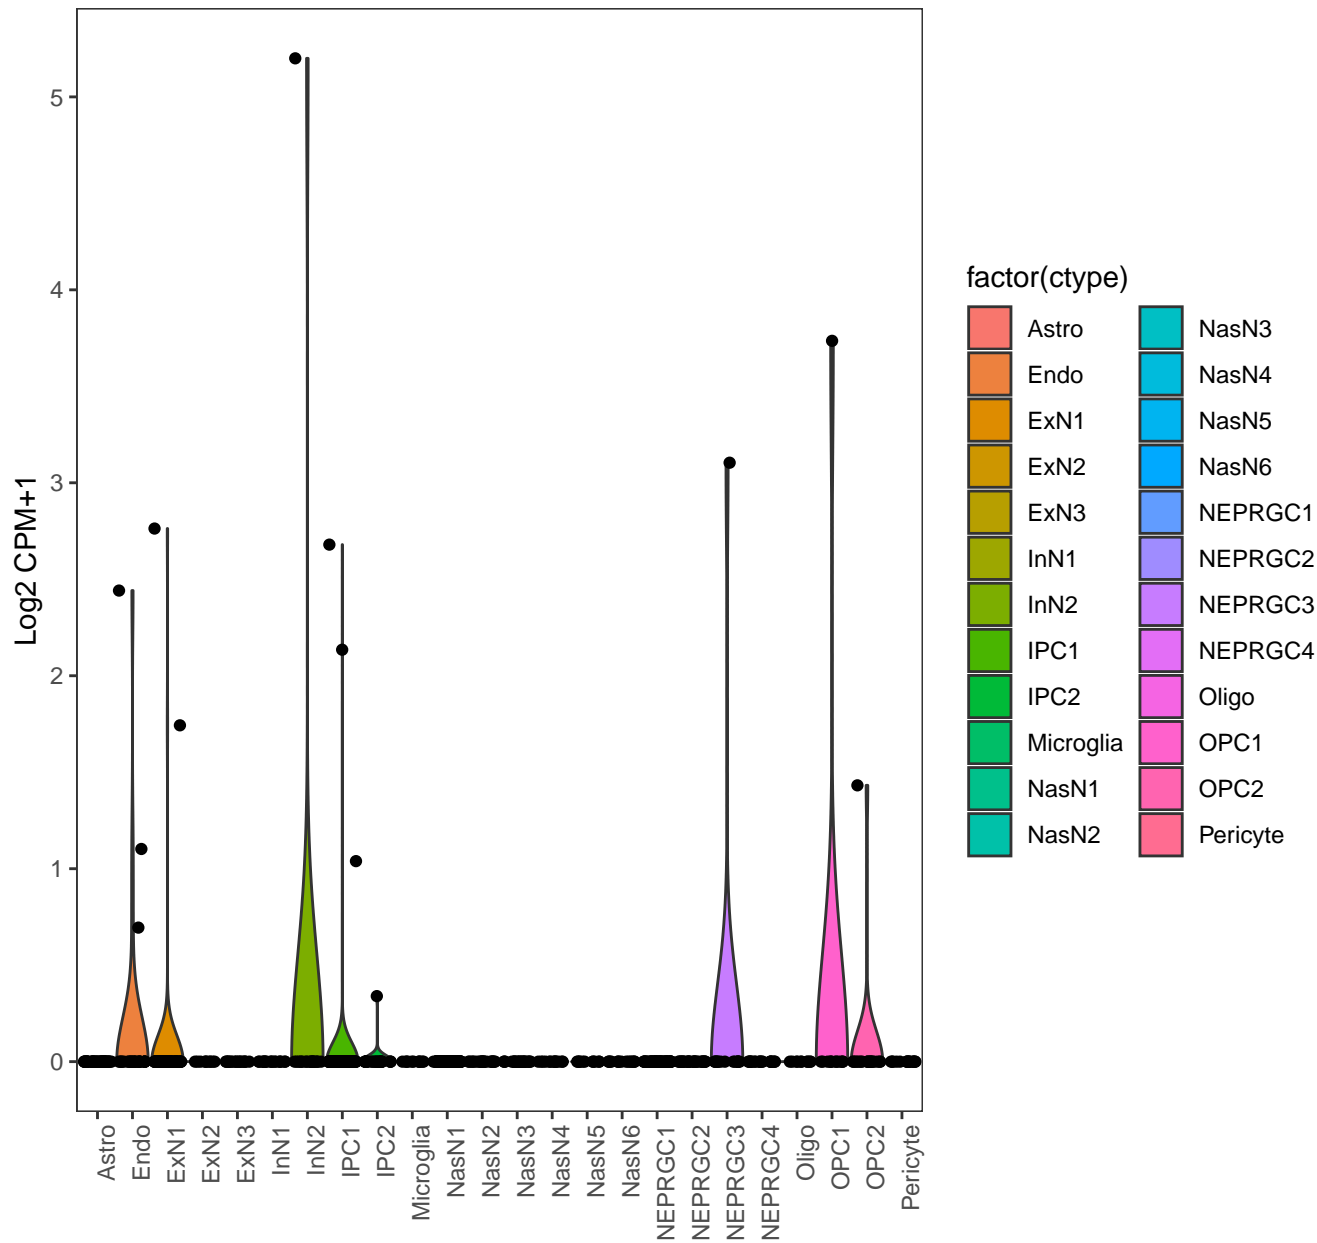 5
4
3
2
1
0
Log2 CPM+1
Astro
Endo
ExN1
ExN2
ExN3
InN1
InN2
IPC1
IPC2
Microglia
NasN1
NasN2
NasN3
NasN4
NasN5
NasN6
NEPRGC1
NEPRGC2
NEPRGC3
NEPRGC4
Oligo
OPC1
OPC2
Pericyte
factor(ctype)
Astro
Endo
ExN1
ExN2
ExN3
InN1
InN2
IPC1
IPC2
Microglia
NasN1
NasN2
NasN3
NasN4
NasN5
NasN6
NEPRGC1
NEPRGC2
NEPRGC3
NEPRGC4
Oligo
OPC1
OPC2
Pericyte